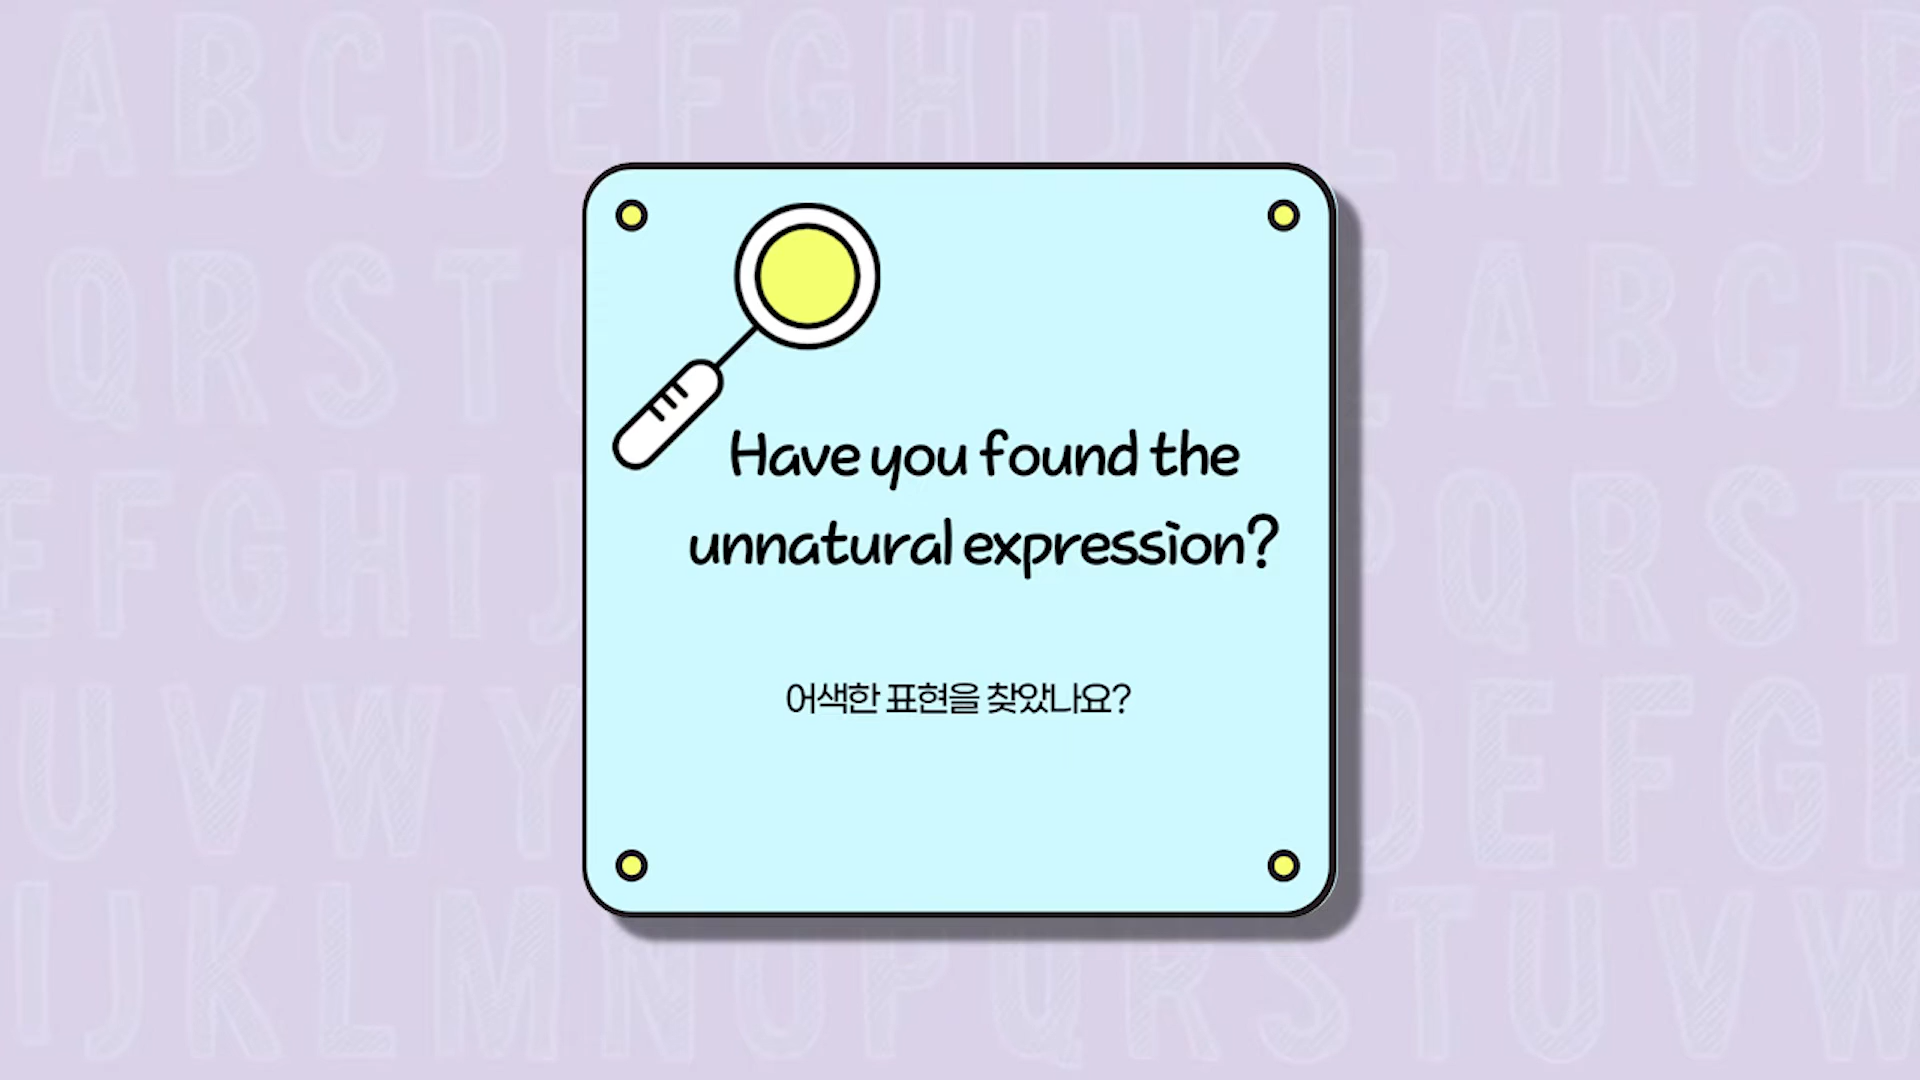 A B C D E F G H I J K L M N O P
Q R S T
A B C D
E F G H I J
Q R S T
U V W Y
D E F G H
I J K L M N O P Q R S T U V W
Have you found the
unnatural expression?
어색한 표현을 찾았나요?